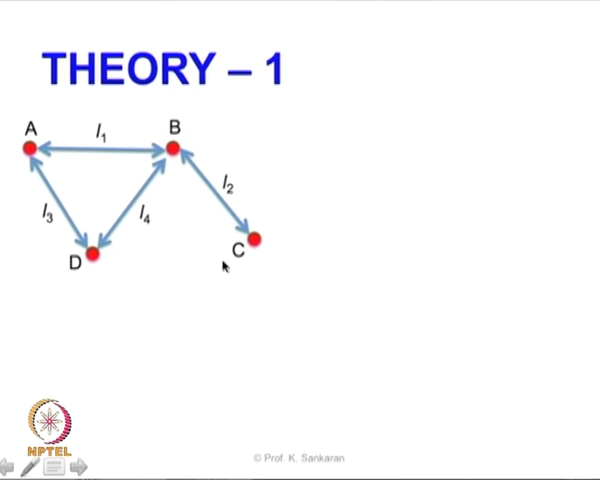 THEORY – 1
A
l1
B
l2
l3
l4
C
D
NPTEL
© Prof. K. Sankaran